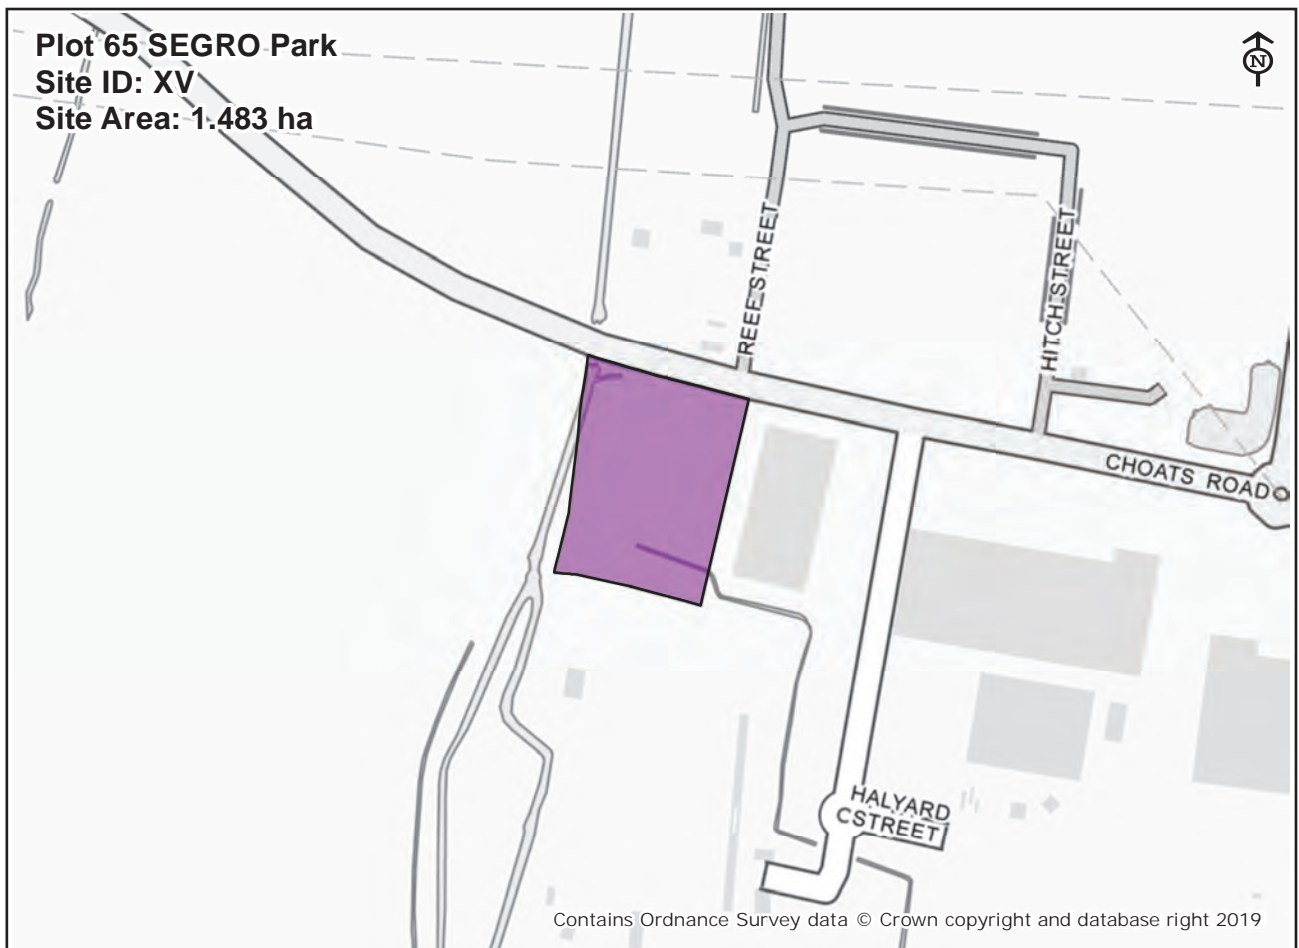 Plot 65 SEGRO Park
Site ID: XV
Site Area: 1.483 ha
N
REEF STREET
HITCH STREET
CHOATS ROAD
HALYARD
CSTREET
Contains Ordnance Survey data © Crown copyright and database right 2019